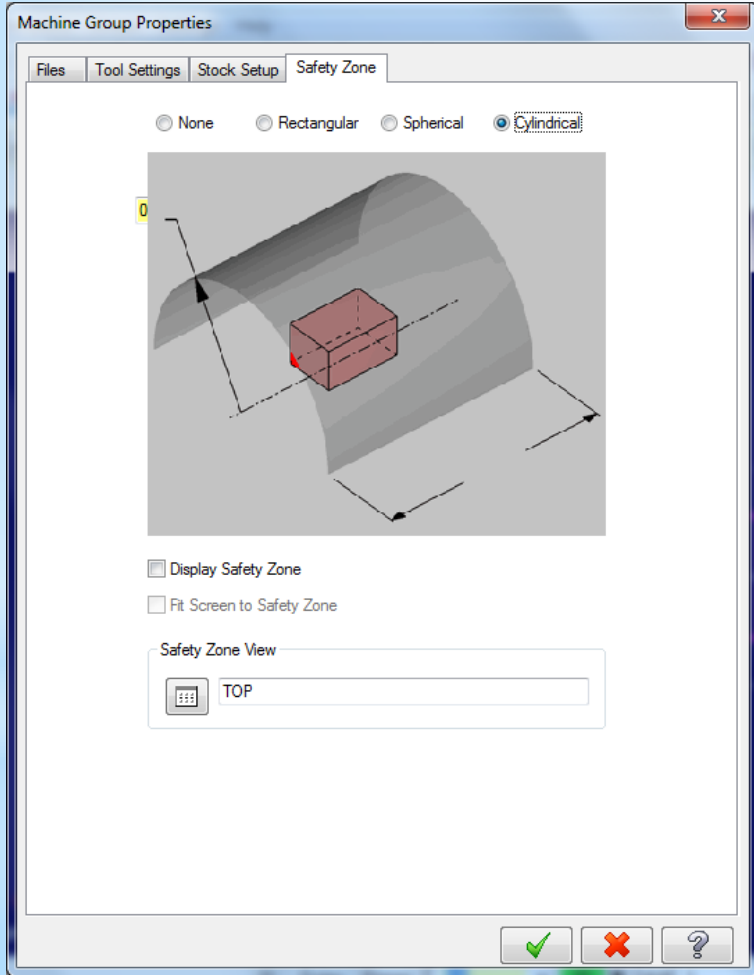 Machine Group Properties
Files Tool Settings Stock Setup Safety Zone
None Rectangular Spherical Cylindrical
0
Display Safety Zone
Fit Screen to Safety Zone
Safety Zone View
TOP